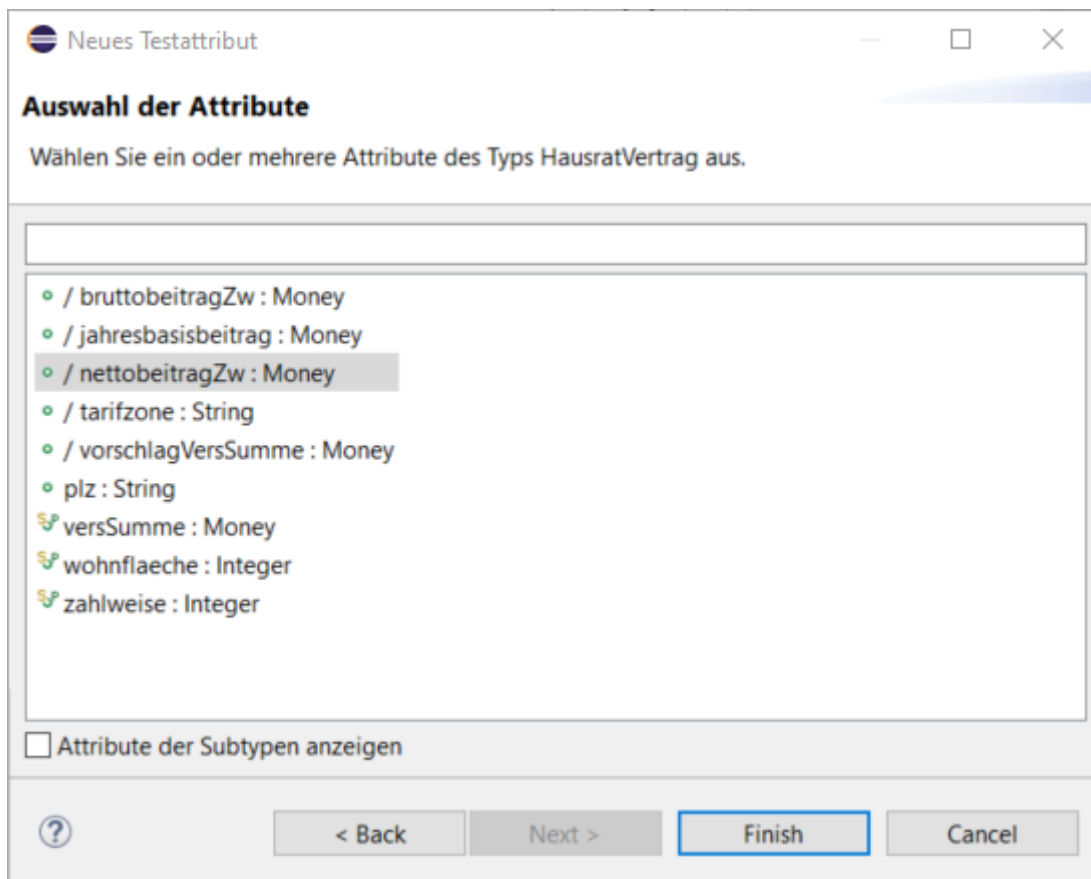 Neues Testattribut
Auswahl der Attribute
Wählen Sie ein oder mehrere Attribute des Typs HausratVertrag aus.
/ bruttobeitragZw : Money
/ jahresbasisbeitrag : Money
/ nettobeitragZw : Money
/ tarifzone : String
/ vorschlagVersSumme : Money
plz : String
versSumme : Money
wohnflaeche : Integer
zahlweise : Integer
Attribute der Subtypen anzeigen
? < Back Next > Finish Cancel